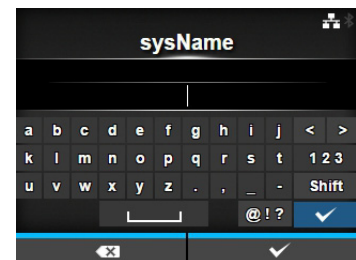 sysName
a b c d e f g h i j < >
k l m n o p q r s t 123
u v w x y z . , _ - Shift
@!?